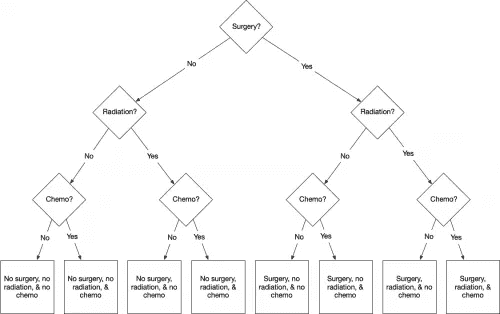 Surgery?
No
Yes
Radiation?
Radiation?
No
Yes
No
Yes
Chemo?
Chemo?
Chemo?
Chemo?
No
Yes
No
Yes
No
Yes
No
Yes
No surgery, no
radiation, & no
chemo
No surgery, no
radiation, &
chemo
No surgery, no
radiation, & no
chemo
No surgery, no
radiation, &
chemo
Surgery, no
radiation, & no
chemo
Surgery, no
radiation, &
chemo
Surgery,
radiation, & no
chemo
Surgery,
radiation, &
chemo